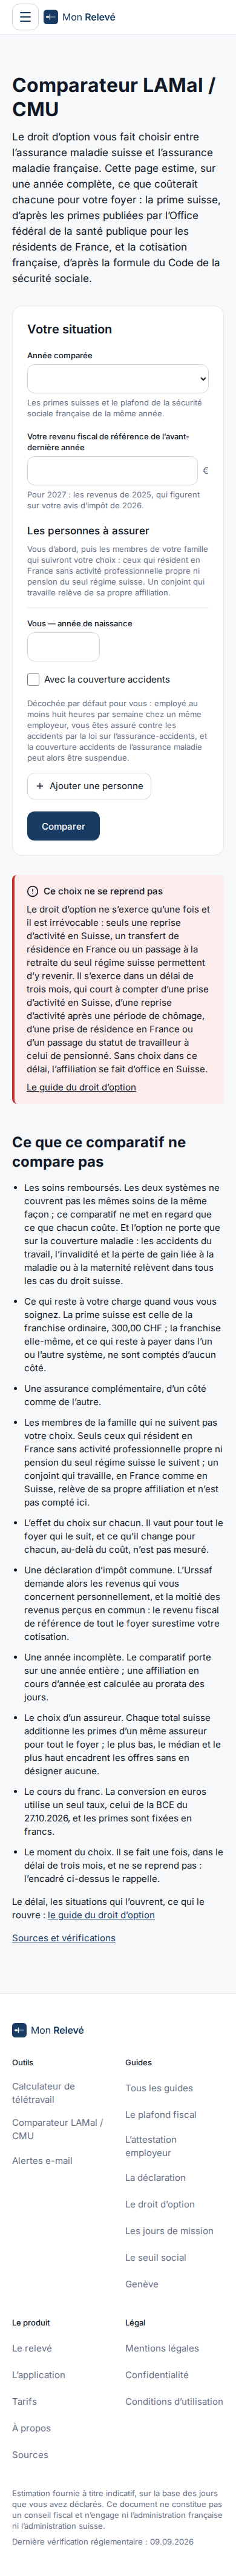 Mon Relevé
Comparateur LAMal /
CMU
Le droit d’option vous fait choisir entre
l’assurance maladie suisse et l’assurance
maladie française. Cette page estime, sur
une année complète, ce que coûterait
chacune pour votre foyer : la prime suisse,
d’après les primes publiées par l’Office
fédéral de la santé publique pour les
résidents de France, et la cotisation
française, d’après la formule du Code de la
sécurité sociale.
Votre situation
Année comparée
Les primes suisses et le plafond de la sécurité
sociale française de la même année.
Votre revenu fiscal de référence de l’avant-
dernière année
€
Pour 2027 : les revenus de 2025, qui figurent
sur votre avis d’impôt de 2026.
Les personnes à assurer
Vous d’abord, puis les membres de votre famille
qui suivront votre choix : ceux qui résident en
France sans activité professionnelle propre ni
pension du seul régime suisse. Un conjoint qui
travaille relève de sa propre affiliation.
Vous — année de naissance
Avec la couverture accidents
Décochée par défaut pour vous : employé au
moins huit heures par semaine chez un même
employeur, vous êtes assuré contre les
accidents par la loi sur l’assurance-accidents, et
la couverture accidents de l’assurance maladie
peut alors être suspendue.
+ Ajouter une personne
Comparer
Ce choix ne se reprend pas
Le droit d’option ne s’exerce qu’une fois et
il est irrévocable : seuls une reprise
d’activité en Suisse, un transfert de
résidence en France ou un passage à la
retraite du seul régime suisse permettent
d’y revenir. Il s’exerce dans un délai de
trois mois, qui court à compter d’une prise
d’activité en Suisse, d’une reprise
d’activité après une période de chômage,
d’une prise de résidence en France ou
d’un passage du statut de travailleur à
celui de pensionné. Sans choix dans ce
délai, l’affiliation se fait d’office en Suisse.
Le guide du droit d’option
Ce que ce comparatif ne
compare pas
• Les soins remboursés. Les deux systèmes ne
couvrent pas les mêmes soins de la même
façon ; ce comparatif ne met en regard que
ce que chacun coûte. Et l’option ne porte que
sur la couverture maladie : les accidents du
travail, l’invalidité et la perte de gain liée à la
maladie ou à la maternité relèvent dans tous
les cas du droit suisse.
• Ce qui reste à votre charge quand vous vous
soignez. La prime suisse est celle de la
franchise ordinaire, 300,00 CHF ; la franchise
elle-même, et ce qui reste à payer dans l’un
ou l’autre système, ne sont comptés d’aucun
côté.
• Une assurance complémentaire, d’un côté
comme de l’autre.
• Les membres de la famille qui ne suivent pas
votre choix. Seuls ceux qui résident en
France sans activité professionnelle propre ni
pension du seul régime suisse le suivent ; un
conjoint qui travaille, en France comme en
Suisse, relève de sa propre affiliation et n’est
pas compté ici.
• L’effet du choix sur chacun. Il vaut pour tout le
foyer qui le suit, et ce qu’il change pour
chacun, au-delà du coût, n’est pas mesuré.
• Une déclaration d’impôt commune. L’Urssaf
demande alors les revenus qui vous
concernent personnellement, et la moitié des
revenus perçus en commun : le revenu fiscal
de référence de tout le foyer surestime votre
cotisation.
• Une année incomplète. Le comparatif porte
sur une année entière ; une affiliation en
cours d’année est calculée au prorata des
jours.
• Le choix d’un assureur. Chaque total suisse
additionne les primes d’un même assureur
pour tout le foyer ; le plus bas, le médian et le
plus haut encadrent les offres sans en
désigner aucune.
• Le cours du franc. La conversion en euros
utilise un seul taux, celui de la BCE du
27.10.2026, et les primes sont fixées en
francs.
• Le moment du choix. Il se fait une fois, dans le
délai de trois mois, et ne se reprend pas :
l’encadré ci-dessus le rappelle.
Le délai, les situations qui l’ouvrent, ce qui le
rouvre : le guide du droit d’option
Sources et vérifications
Mon Relevé
Outils
Calculateur de
télétravail
Comparateur LAMal /
CMU
Alertes e-mail
Guides
Tous les guides
Le plafond fiscal
L’attestation
employeur
La déclaration
Le droit d’option
Les jours de mission
Le seuil social
Genève
Le produit
Le relevé
L’application
Tarifs
À propos
Sources
Légal
Mentions légales
Confidentialité
Conditions d’utilisation
Estimation fournie à titre indicatif, sur la base des jours
que vous avez déclarés. Ce document ne constitue pas
un conseil fiscal et n’engage ni l’administration française
ni l’administration suisse.
Dernière vérification réglementaire : 09.09.2026